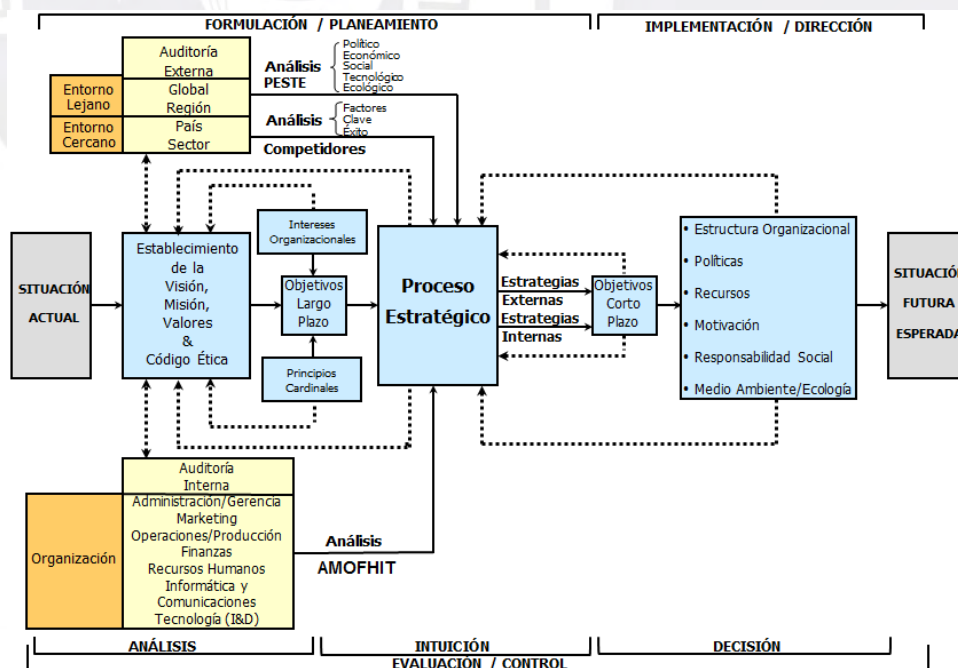 FORMULACIÓN / PLANEAMIENTO
IMPLEMENTACIÓN / DIRECCIÓN
Auditoría
Externa
Entorno
Lejano
Global
Región
Entorno
Cercano
País
Sector
Análisis
PESTE
Político
Económico
Social
Tecnológico
Ecológico
Análisis
Competidores
Factores
Clave
Éxito
SITUACIÓN
ACTUAL
Establecimiento
de la
Visión,
Misión,
Valores
&
Código Ética
Intereses
Organizacionales
Objetivos
Largo
Plazo
Principios
Cardinales
Proceso
Estratégico
Estrategias
Externas
Estrategias
Internas
Objetivos
Corto
Plazo
• Estructura Organizacional
• Políticas
• Recursos
• Motivación
• Responsabilidad Social
• Medio Ambiente/Ecología
SITUACIÓN
FUTURA
ESPERADA
Auditoría
Interna
Organización
Administración/Gerencia
Marketing
Operaciones/Producción
Finanzas
Recursos Humanos
Informática y
Comunicaciones
Tecnología (I&D)
Análisis
AMOFHIT
ANÁLISIS
INTUICIÓN
DECISIÓN
EVALUACIÓN / CONTROL